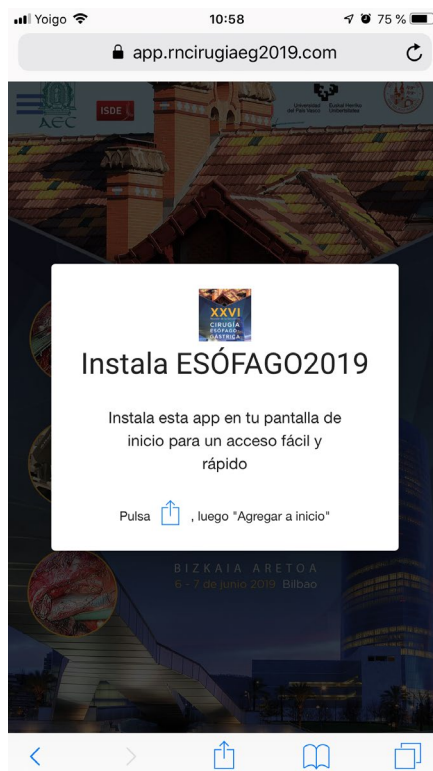 Yoigo 10:58 75 %
app.rncirugiaeg2019.com
AEC
ISDE
Universidad Euskal Herriko
del País Vasco Unibertsitatea
XXVI
CIRUGÍA
ESÓFAGO
GÁSTRICA
Instala ESÓFAGO2019
Instala esta app en tu pantalla de
inicio para un acceso fácil y
rápido
Pulsa , luego "Agregar a inicio"
BIZKAIA ARETOA
6 - 7 de junio 2019 Bilbao